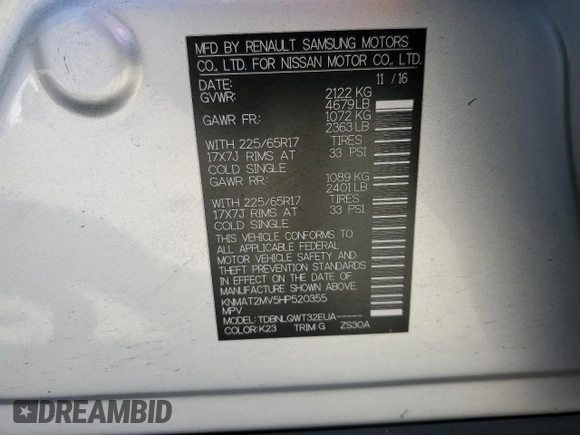 MFD BY RENAULT SAMSUNG MOTORS
CO., LTD. FOR NISSAN MOTOR CO., LTD.
DATE: 11 / 16
GVWR: 2122 KG
4679 LB
GAWR FR: 1072 KG
2363 LB
WITH 225/65R17 TIRES
17X7J RIMS AT 33 PSI
COLD SINGLE
GAWR RR: 1089 KG
2401 LB
WITH 225/65R17 TIRES
17X7J RIMS AT 33 PSI
COLD SINGLE
THIS VEHICLE CONFORMS TO
ALL APPLICABLE FEDERAL
MOTOR VEHICLE SAFETY AND
THEFT PREVENTION STANDARDS
IN EFFECT ON THE DATE OF
MANUFACTURE SHOWN ABOVE.
KNMAT2MV5HP520355
MPV
MODEL: TDBNLQWT32EUA-----
COLOR: K23 TRIM: G ZS30A
DREAMBID